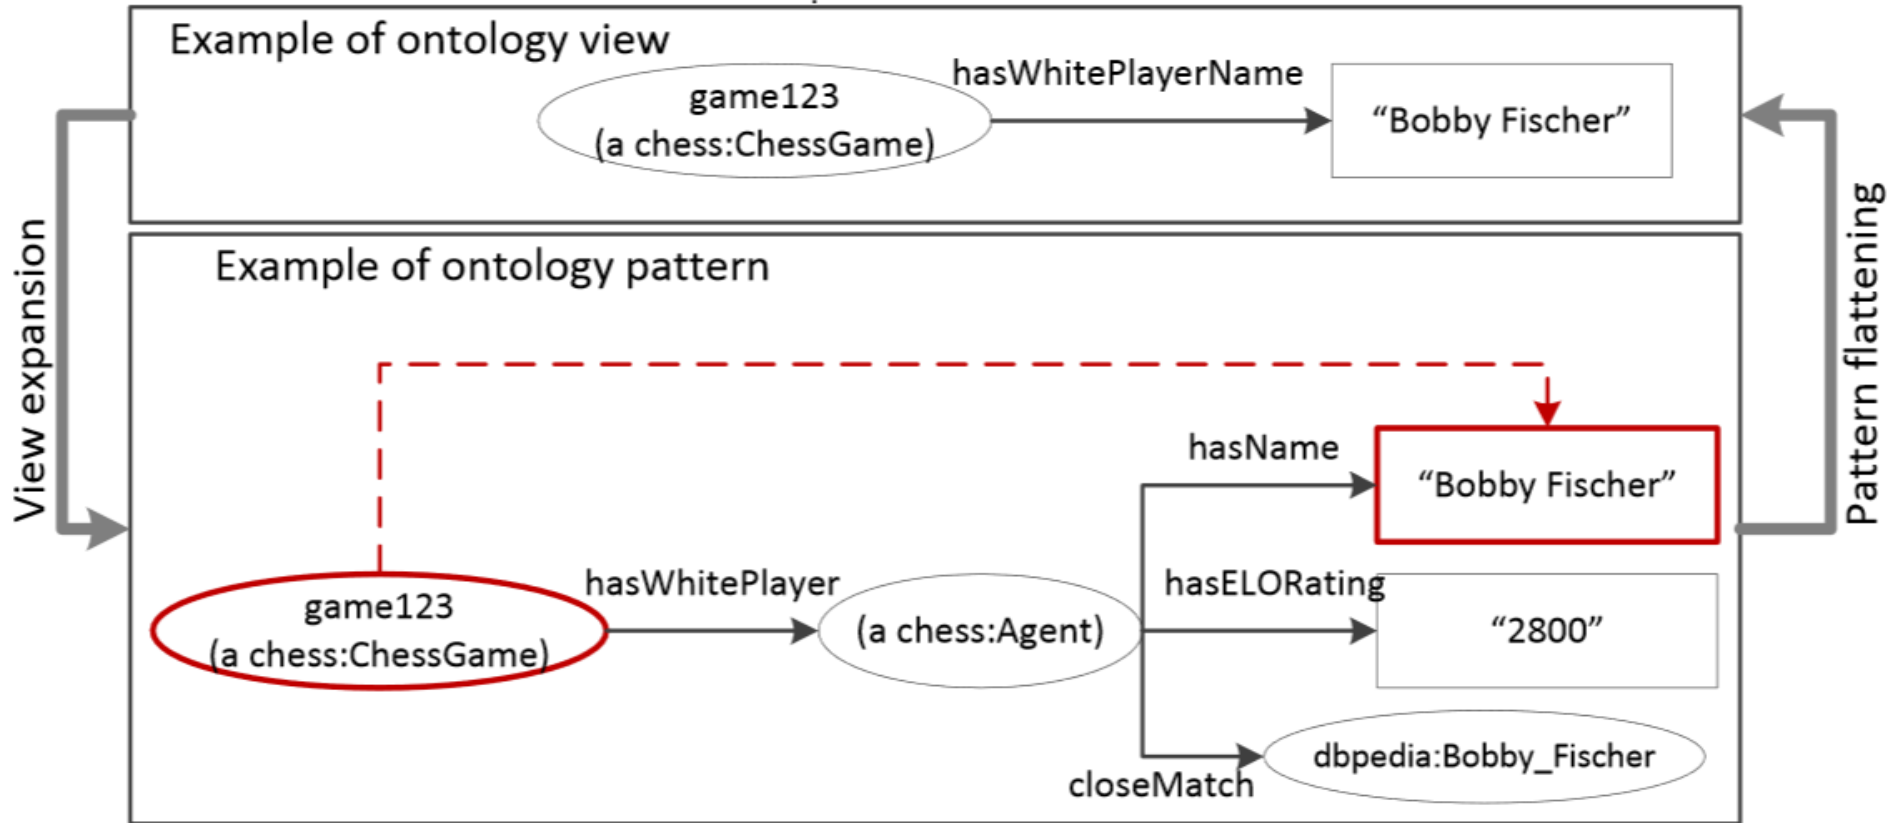 Example of ontology view
hasWhitePlayerName
game123
(a chess:ChessGame)
“Bobby Fischer”
View expansion
Pattern flattening
Example of ontology pattern
hasName
“Bobby Fischer”
hasWhitePlayer
hasELORating
game123
(a chess:ChessGame)
(a chess:Agent)
“2800”
closeMatch
dbpedia:Bobby_Fischer